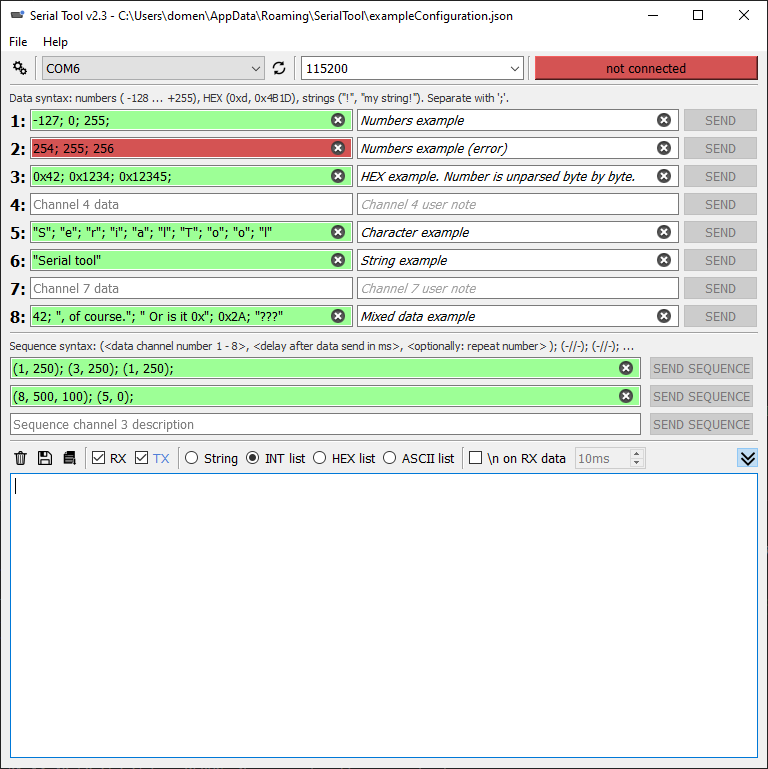 Serial Tool v2.3 - C:\Users\domen\AppData\Roaming\SerialTool\exampleConfiguration.json
File Help
COM6 115200 not connected
Data syntax: numbers ( -128 ... +255), HEX (0xd, 0x4B1D), strings ("!", "my string!"). Separate with ';'.
1: -127; 0; 255; Numbers example SEND
2: 254; 255; 256 Numbers example (error) SEND
3: 0x42; 0x1234; 0x12345; HEX example. Number is unparsed byte by byte. SEND
4: Channel 4 data Channel 4 user note SEND
5: "S"; "e"; "r"; "i"; "a"; "l"; "T"; "o"; "o"; "l" Character example SEND
6: "Serial tool" String example SEND
7: Channel 7 data Channel 7 user note SEND
8: 42; ", of course."; " Or is it 0x"; 0x2A; "???" Mixed data example SEND
Sequence syntax: (<data channel number 1 - 8>, <delay after data send in ms>, <optionally: repeat number> ); (-//-); (-//-); ...
(1, 250); (3, 250); (1, 250); SEND SEQUENCE
(8, 500, 100); (5, 0); SEND SEQUENCE
Sequence channel 3 description SEND SEQUENCE
RX TX String INT list HEX list ASCII list \n on RX data 10ms